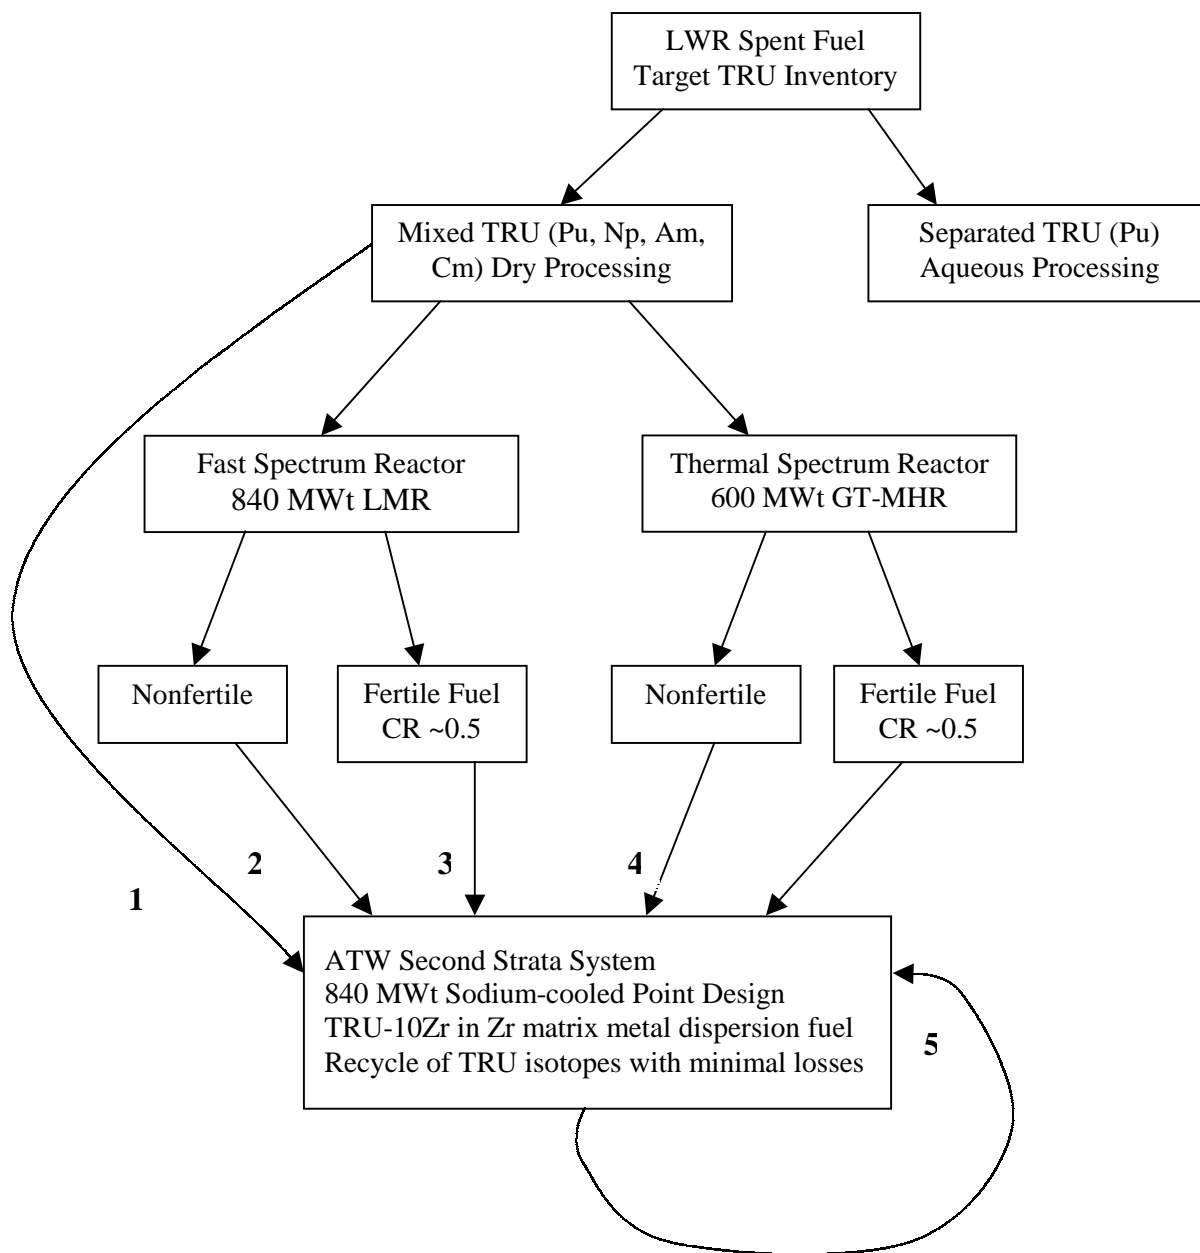 LWR Spent Fuel
Target TRU Inventory
Mixed TRU (Pu, Np, Am,
Cm) Dry Processing
Separated TRU (Pu)
Aqueous Processing
Fast Spectrum Reactor
840 MWt LMR
Thermal Spectrum Reactor
600 MWt GT-MHR
Nonfertile
Fertile Fuel
CR ~0.5
Nonfertile
Fertile Fuel
CR ~0.5
1
2
3
4
ATW Second Strata System
840 MWt Sodium-cooled Point Design
TRU-10Zr in Zr matrix metal dispersion fuel
Recycle of TRU isotopes with minimal losses
5